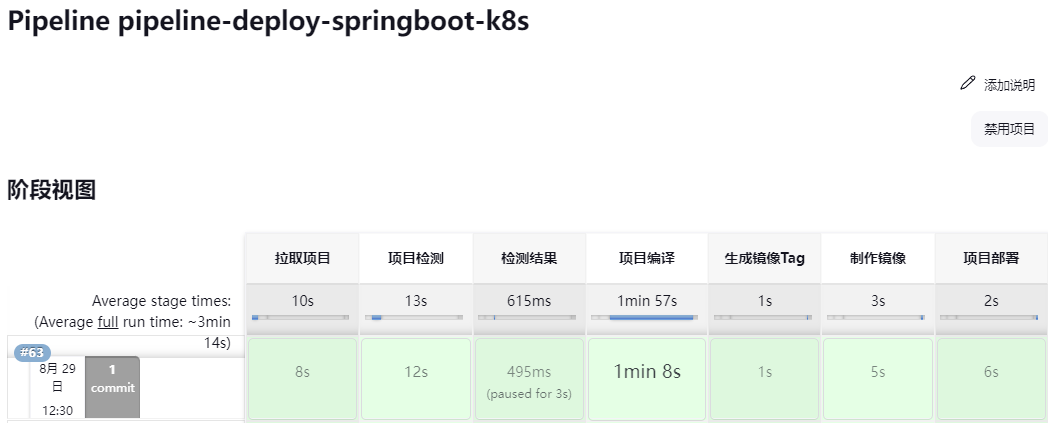 Pipeline pipeline-deploy-springboot-k8s
添加说明
禁用项目
阶段视图
拉取项目 项目检测 检测结果 项目编译 生成镜像Tag 制作镜像 项目部署
Average stage times: 10s 13s 615ms 1min 57s 1s 3s 2s
(Average full run time: ~3min
14s)
#63
8月 29
日
12:30
1
commit
8s 12s 495ms 1min 8s 1s 5s 6s
(paused for 3s)